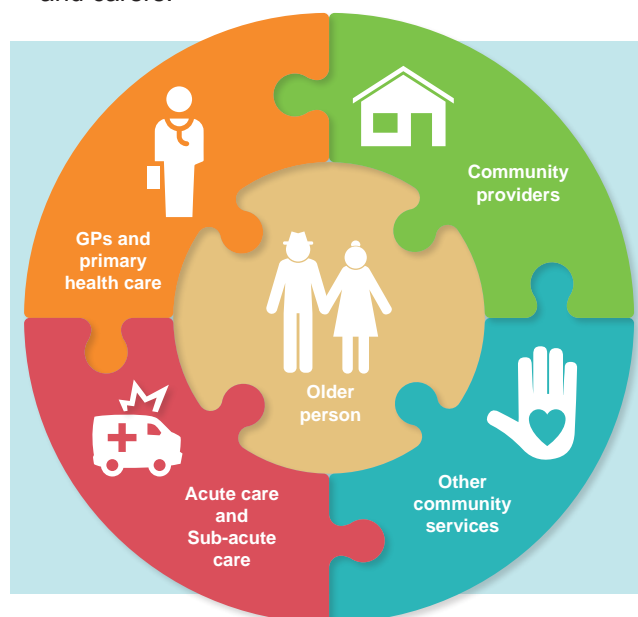 and carers.
Community
providers
GPs and
primary
health care
Older
person
Other
community
services
Acute care
and
Sub-acute
care